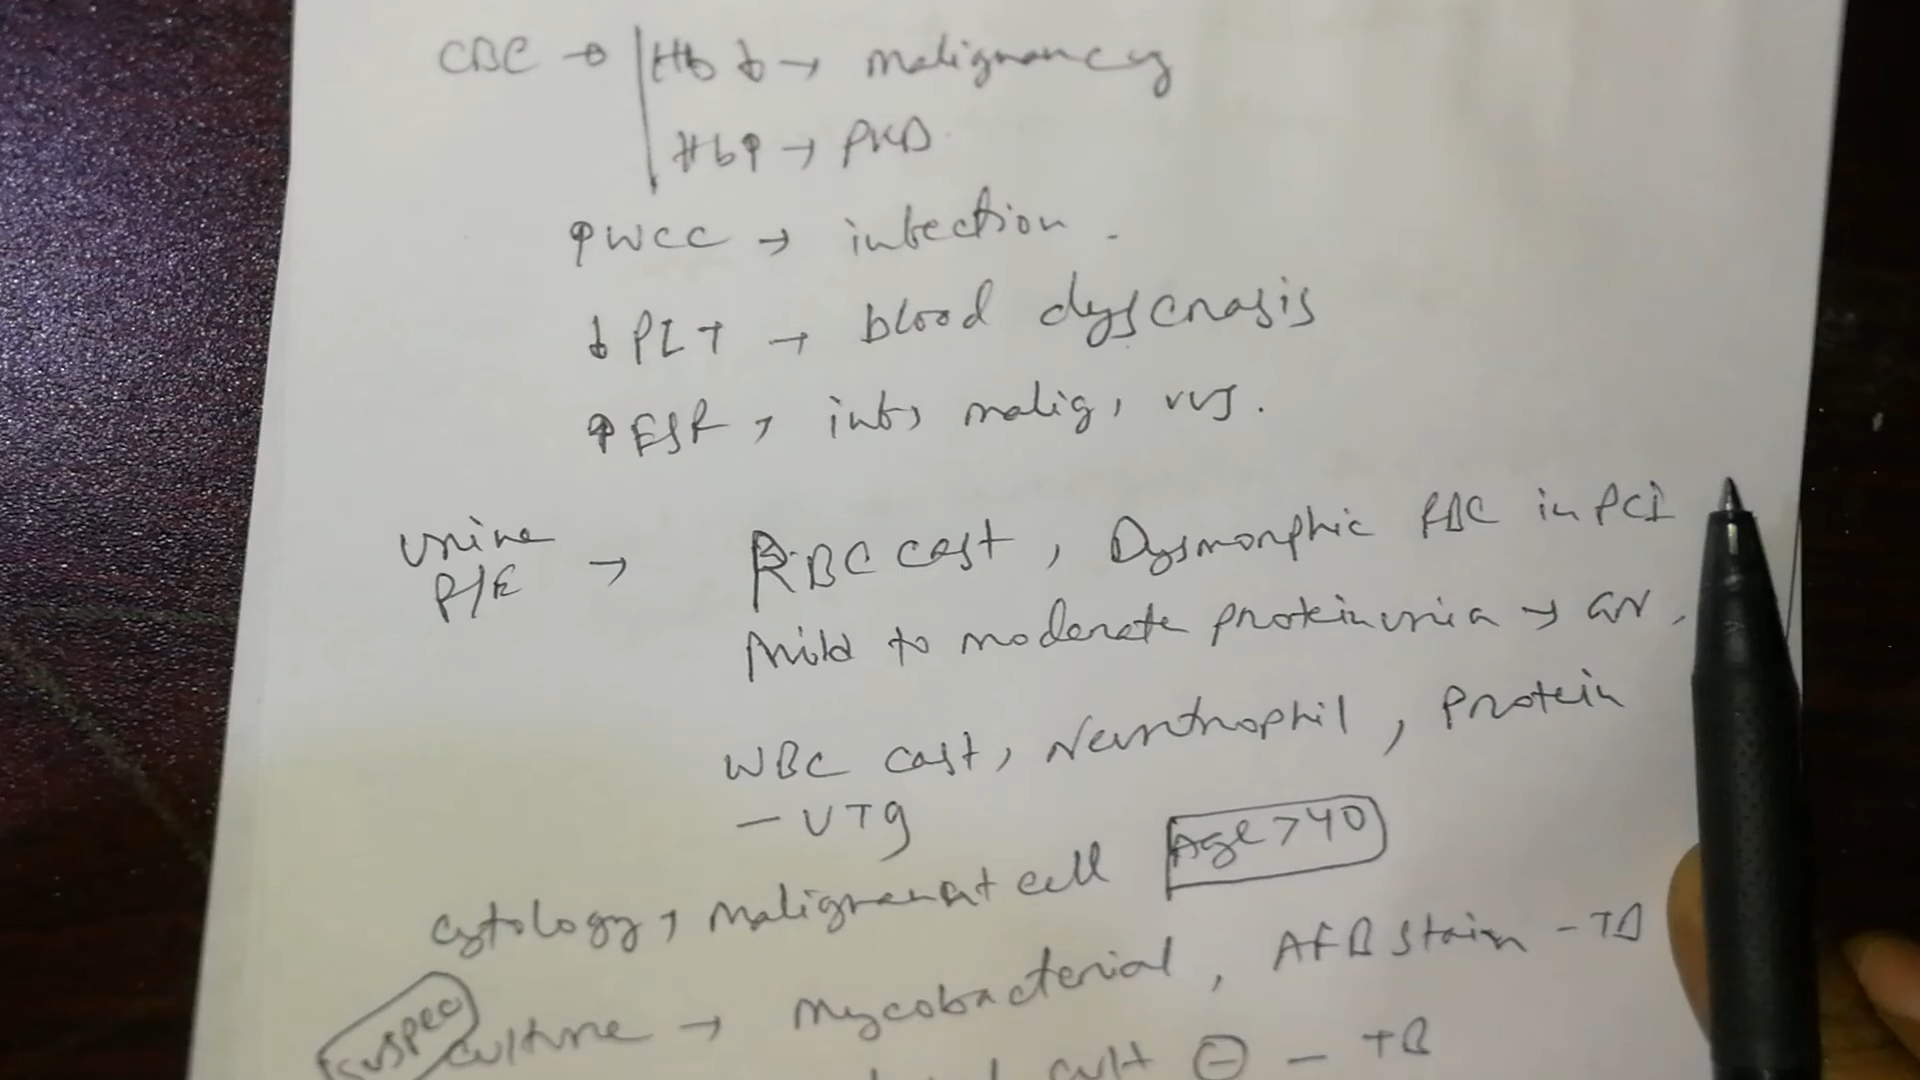 CBC → Hb ↓ → malignancy
Hb↑ → PKD
↑ WCC → infection.
↓ PLT → blood dyscrasis
↑ ESR → inf, malig,
Urine R/E → RBC cast, Dysmorphic RBC in PCI
Mild to moderate proteinuria → GN,
WBC cast, Neutrophil, Protein
- UTI
cytology → malignant cell Age > 40
Suspec culture → Mycobacterial, AFB stain - TB
cult ⊖ - TB